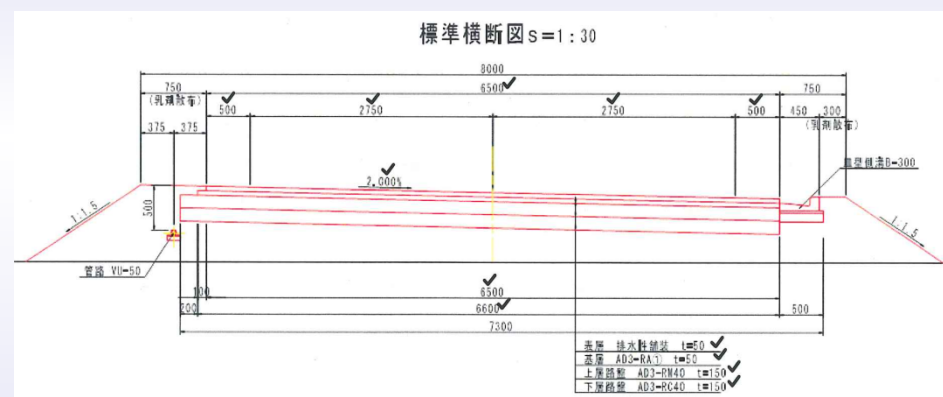 標準横断図 S=1:30
8000
750 6500 750
(乳剤散布)
500 2750 2750 500 450 300
(乳剤散布)
375 375
皿型側溝B-300
2.000%
500
1:1.5
1:1.5
管路 VU-50
100 6500
200 6600 500
7300
表層 排水性舗装 t=50
基層 AD3-RA① t=50
上層路盤 AD3-RM40 t=150
下層路盤 AD3-RC40 t=150